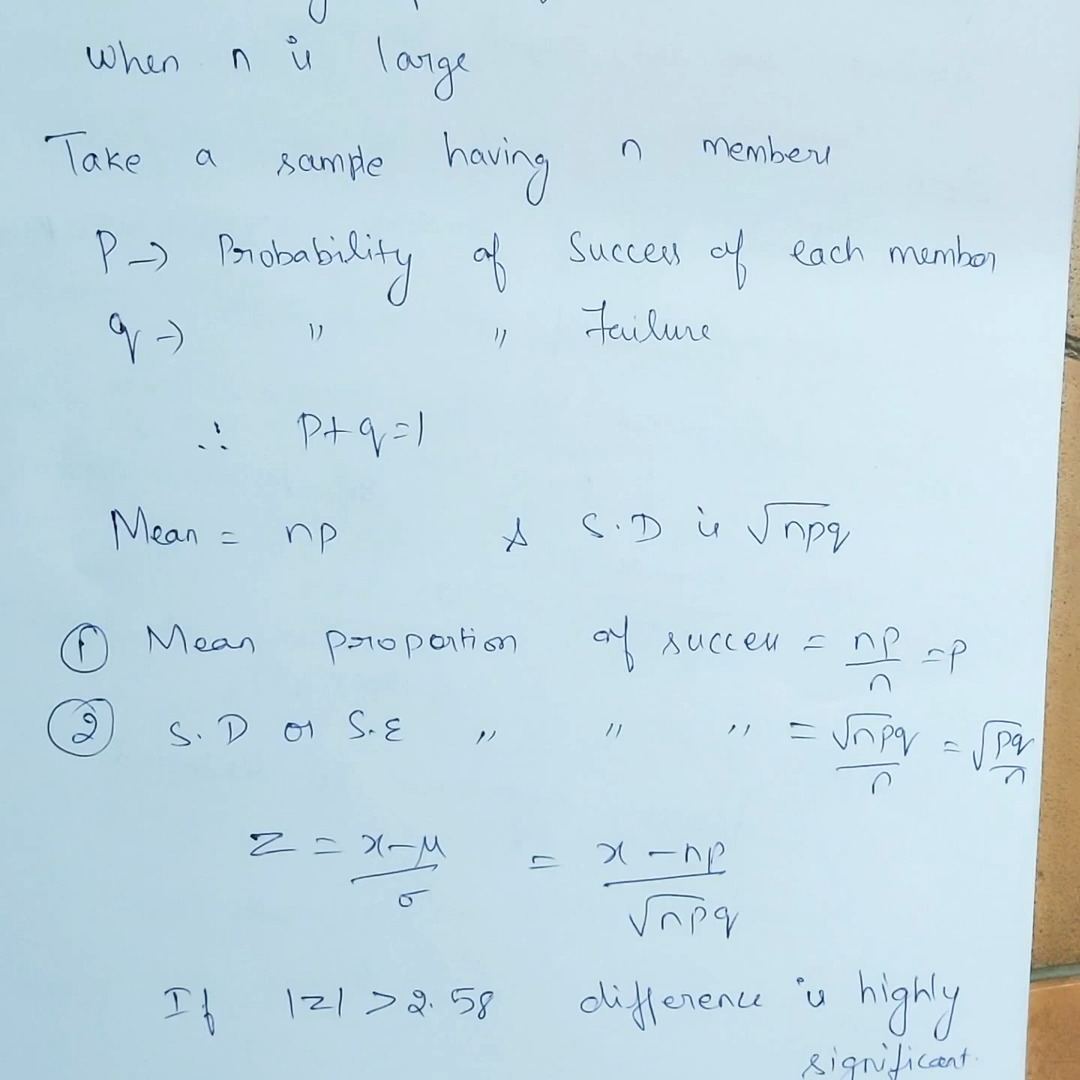 When n is large
Take a sample having n members
P → Probability of Success of each member
q → " " Failure
∴ P+q=1
Mean = np & S.D is √npq
① Mean proportion of success = np/n = p
② S.D or S.E " " " = √npq/n = √pq/n
Z = x-μ/σ = x-np/√npq
If |z| > 2.58 difference is highly
significant.